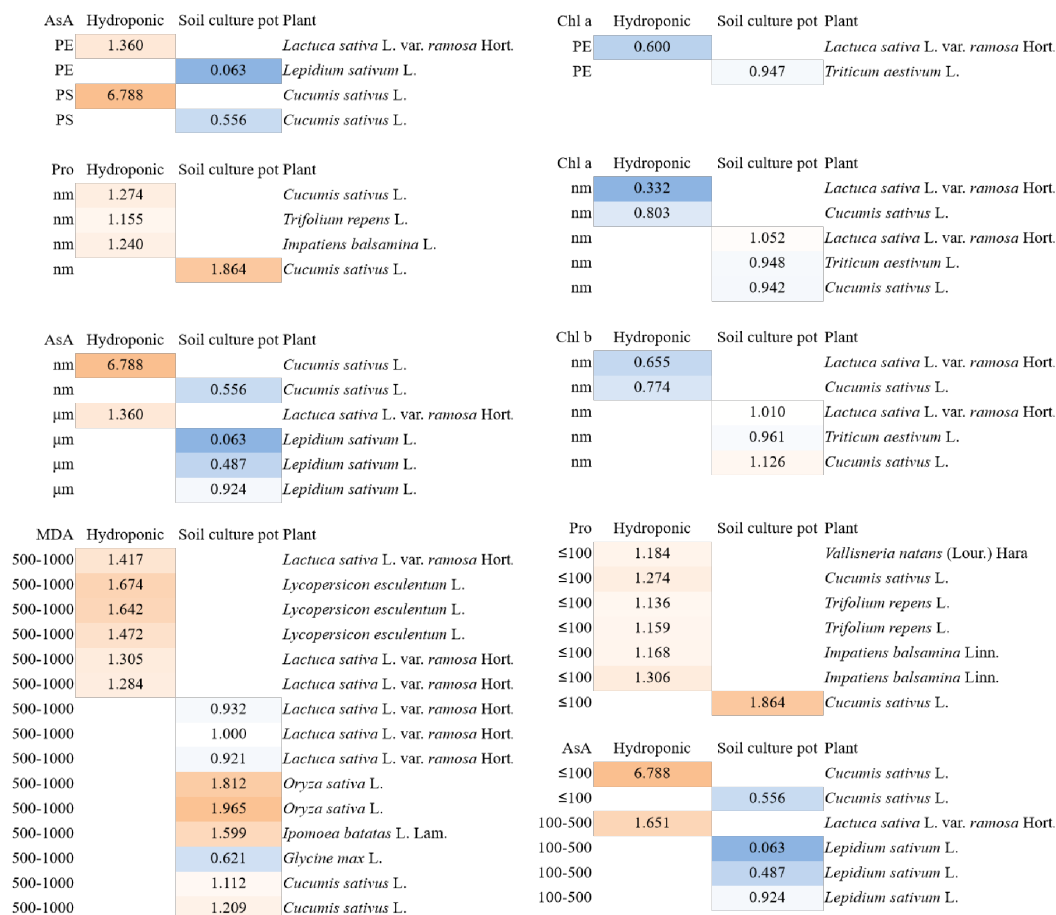 AsA Hydroponic Soil culture pot Plant
PE 1.360 Lactuca sativa L. var. ramosa Hort.
PE 0.063 Lepidium sativum L.
PS 6.788 Cucumis sativus L.
PS 0.556 Cucumis sativus L.
Pro Hydroponic Soil culture pot Plant
nm 1.274 Cucumis sativus L.
nm 1.155 Trifolium repens L.
nm 1.240 Impatiens balsamina L.
nm 1.864 Cucumis sativus L.
AsA Hydroponic Soil culture pot Plant
nm 6.788 Cucumis sativus L.
nm 0.556 Cucumis sativus L.
μm 1.360 Lactuca sativa L. var. ramosa Hort.
μm 0.063 Lepidium sativum L.
μm 0.487 Lepidium sativum L.
μm 0.924 Lepidium sativum L.
MDA Hydroponic Soil culture pot Plant
500-1000 1.417 Lactuca sativa L. var. ramosa Hort.
500-1000 1.674 Lycopersicon esculentum L.
500-1000 1.642 Lycopersicon esculentum L.
500-1000 1.472 Lycopersicon esculentum L.
500-1000 1.305 Lactuca sativa L. var. ramosa Hort.
500-1000 1.284 Lactuca sativa L. var. ramosa Hort.
500-1000 0.932 Lactuca sativa L. var. ramosa Hort.
500-1000 1.000 Lactuca sativa L. var. ramosa Hort.
500-1000 0.921 Lactuca sativa L. var. ramosa Hort.
500-1000 1.812 Oryza sativa L.
500-1000 1.965 Oryza sativa L.
500-1000 1.599 Ipomoea batatas L. Lam.
500-1000 0.621 Glycine max L.
500-1000 1.112 Cucumis sativus L.
500-1000 1.209 Cucumis sativus L.
Chl a Hydroponic Soil culture pot Plant
PE 0.600 Lactuca sativa L. var. ramosa Hort.
PE 0.947 Triticum aestivum L.
Chl a Hydroponic Soil culture pot Plant
nm 0.332 Lactuca sativa L. var. ramosa Hort.
nm 0.803 Cucumis sativus L.
nm 1.052 Lactuca sativa L. var. ramosa Hort.
nm 0.948 Triticum aestivum L.
nm 0.942 Cucumis sativus L.
Chl b Hydroponic Soil culture pot Plant
nm 0.655 Lactuca sativa L. var. ramosa Hort.
nm 0.774 Cucumis sativus L.
nm 1.010 Lactuca sativa L. var. ramosa Hort.
nm 0.961 Triticum aestivum L.
nm 1.126 Cucumis sativus L.
Pro Hydroponic Soil culture pot Plant
≤100 1.184 Vallisneria natans (Lour.) Hara
≤100 1.274 Cucumis sativus L.
≤100 1.136 Trifolium repens L.
≤100 1.159 Trifolium repens L.
≤100 1.168 Impatiens balsamina Linn.
≤100 1.306 Impatiens balsamina Linn.
≤100 1.864 Cucumis sativus L.
AsA Hydroponic Soil culture pot Plant
≤100 6.788 Cucumis sativus L.
≤100 0.556 Cucumis sativus L.
100-500 1.651 Lactuca sativa L. var. ramosa Hort.
100-500 0.063 Lepidium sativum L.
100-500 0.487 Lepidium sativum L.
100-500 0.924 Lepidium sativum L.